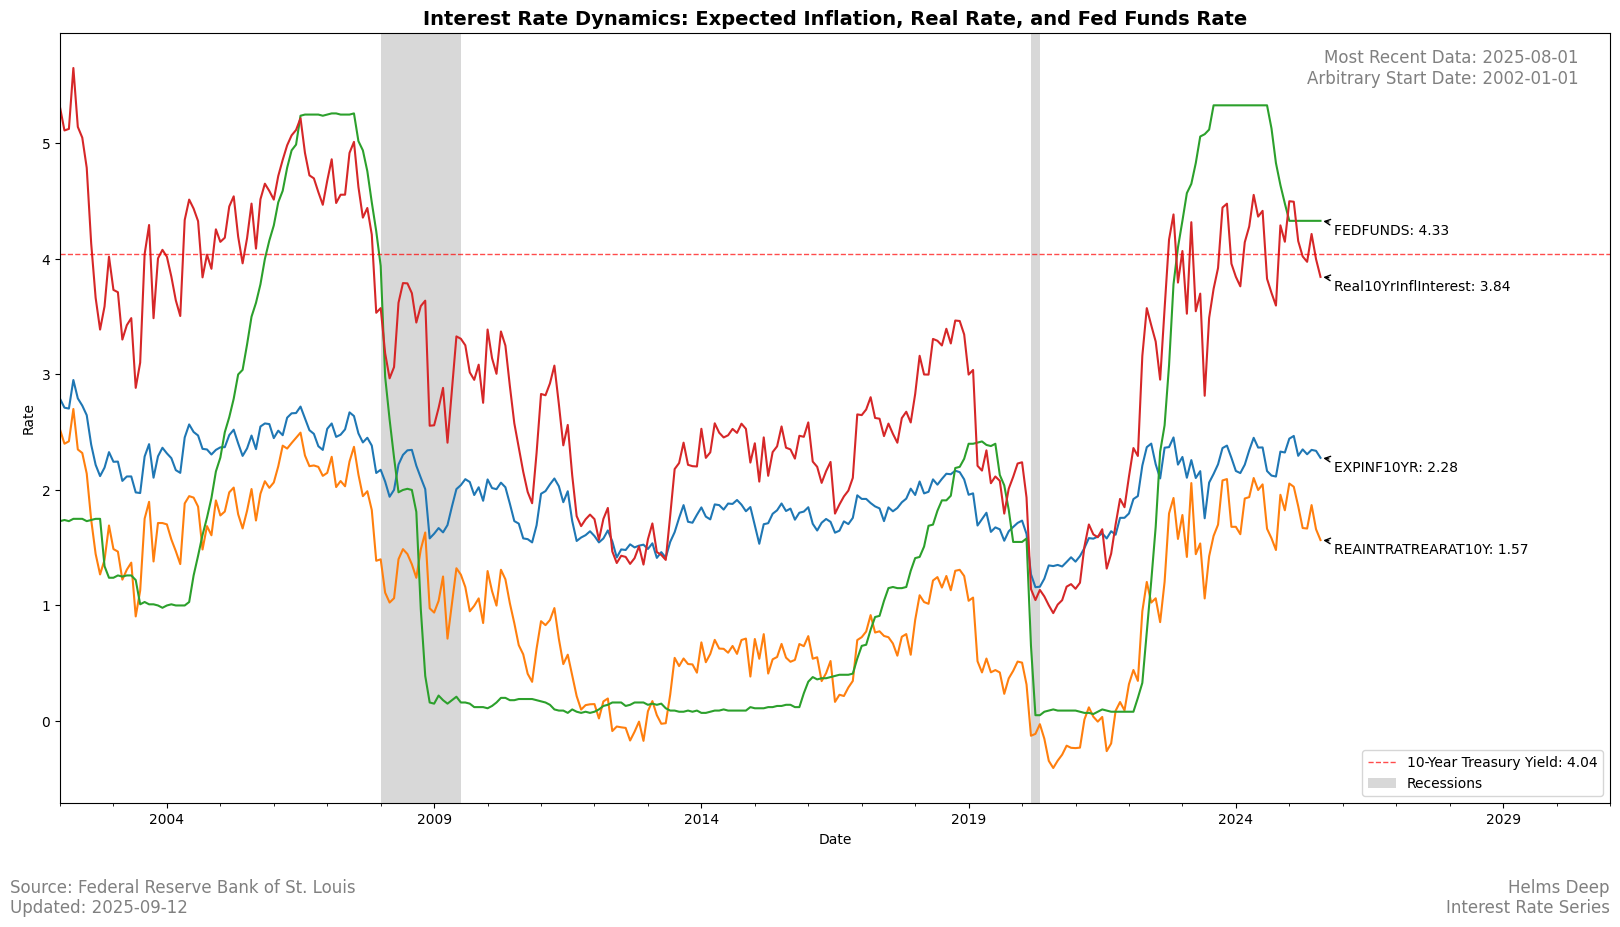 Interest Rate Dynamics: Expected Inflation, Real Rate, and Fed Funds Rate
Most Recent Data: 2025-08-01
Arbitrary Start Date: 2002-01-01
5
4
3
2
1
0
Rate
FEDFUNDS: 4.33
Real10YrInflInterest: 3.84
EXPINF10YR: 2.28
REAINTRATREARAT10Y: 1.57
10-Year Treasury Yield: 4.04
Recessions
2004 2009 2014 2019 2024 2029
Date
Source: Federal Reserve Bank of St. Louis
Updated: 2025-09-12
Helms Deep
Interest Rate Series